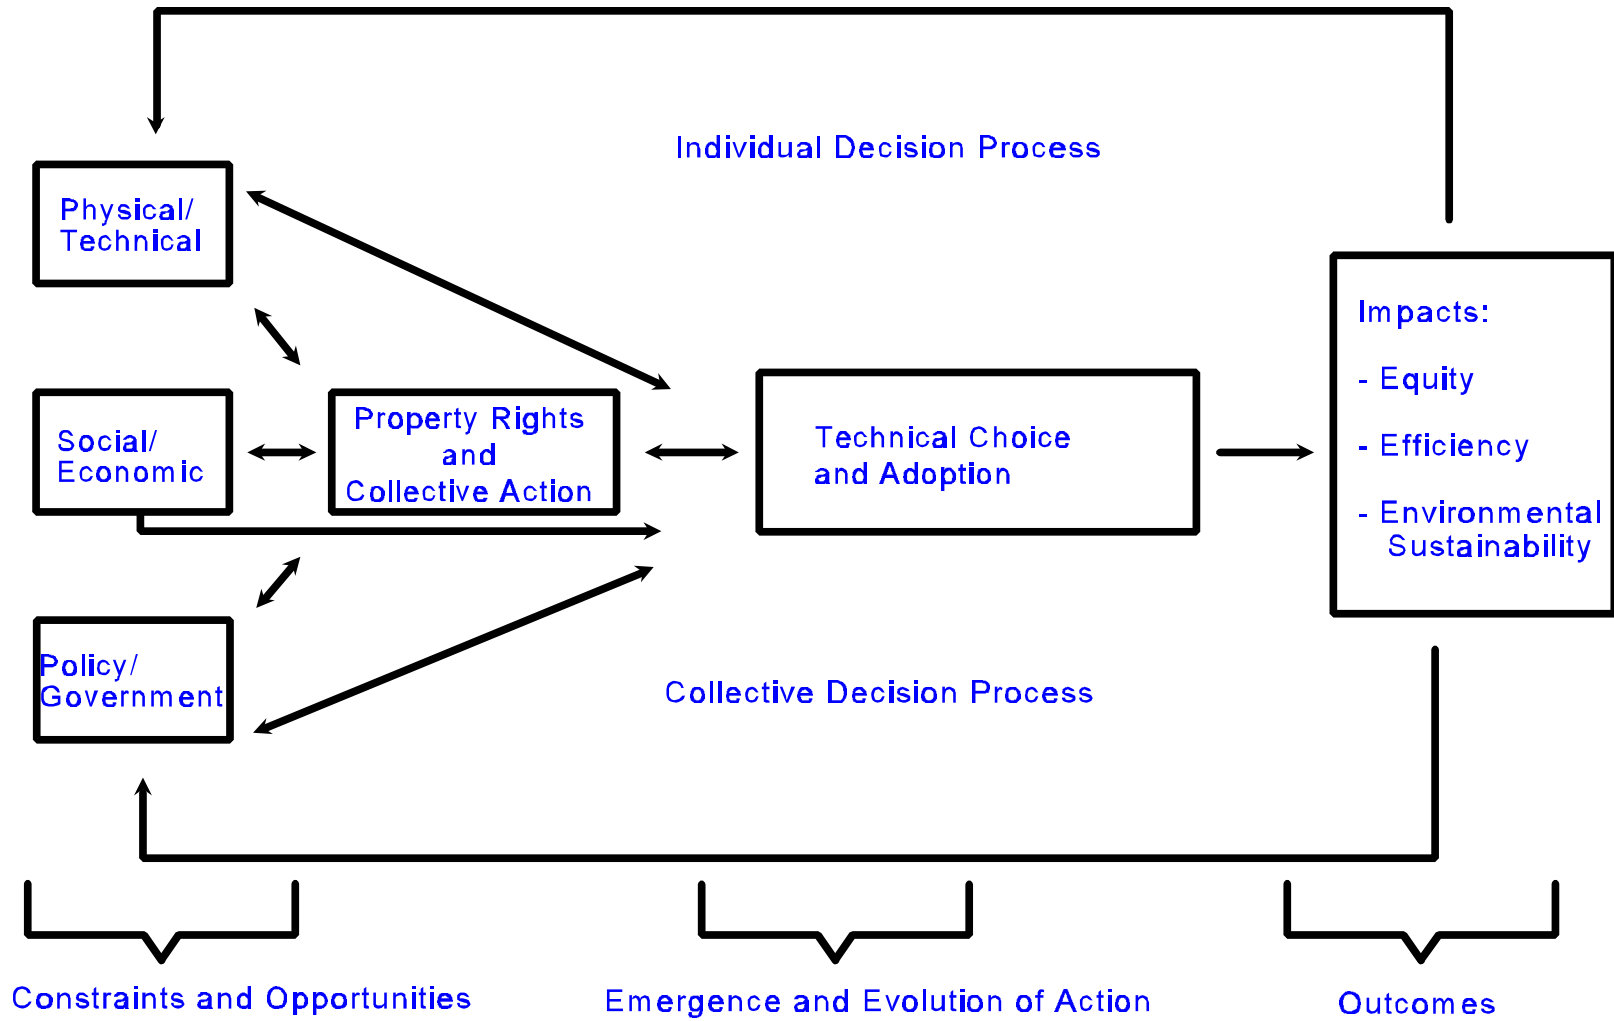 Individual Decision Process
Physical/
Technical
Impacts:
- Equity
- Efficiency
- Environmental
Sustainability
Social/
Economic
Property Rights
and
Collective Action
Technical Choice
and Adoption
Policy/
Government
Collective Decision Process
Constraints and Opportunities
Emergence and Evolution of Action
Outcomes